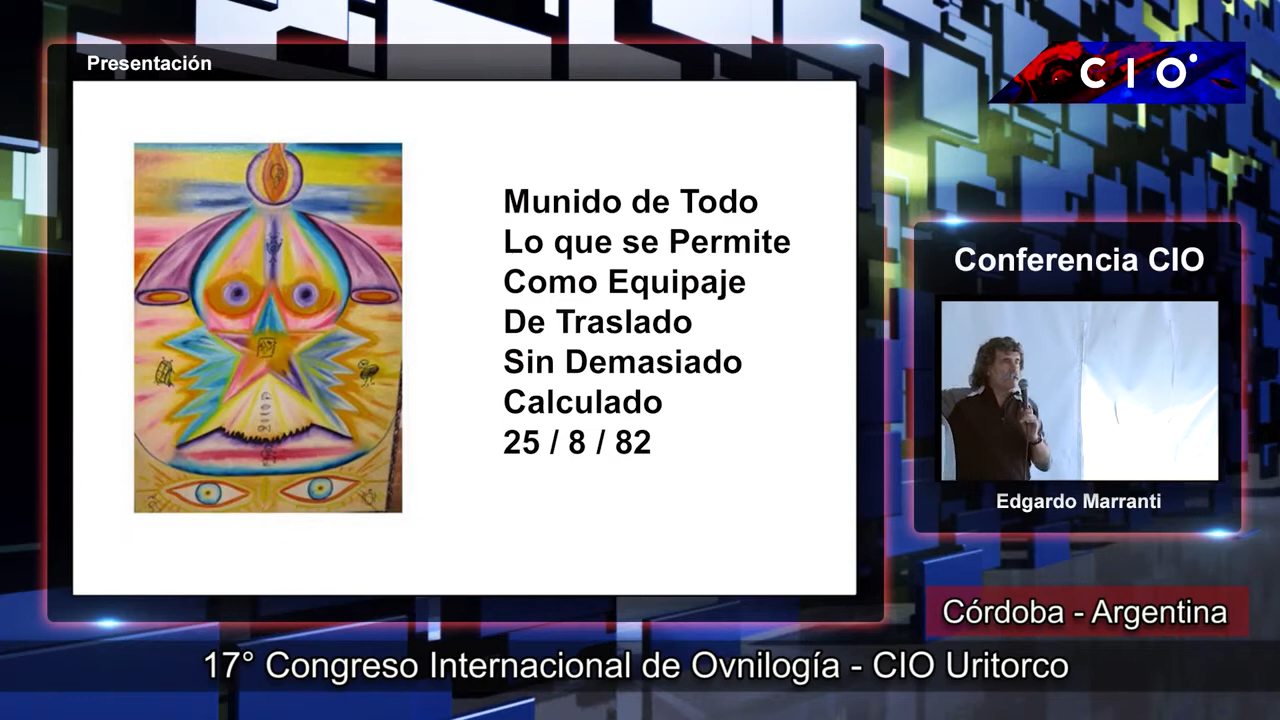 Presentación
CIO
Munido de Todo
Lo que se Permite
Como Equipaje
De Traslado
Sin Demasiado
Calculado
25 / 8 / 82
Conferencia CIO
Edgardo Marranti
Córdoba - Argentina
17° Congreso Internacional de Ovnilogía - CIO Uritorco